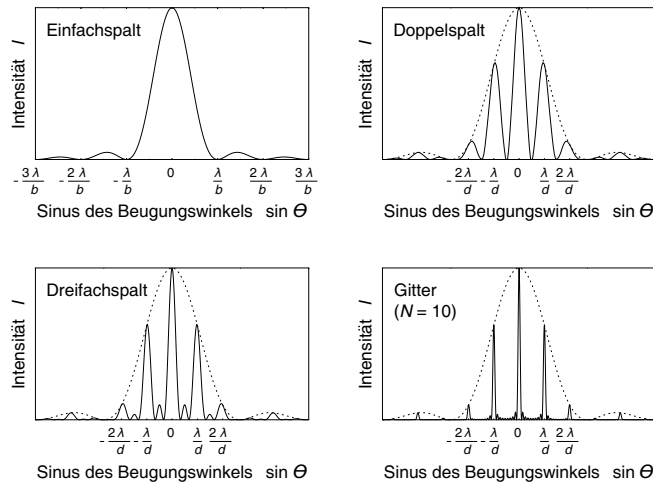 Einfachspalt
Intensität I
-3λ/b -2λ/b -λ/b 0 λ/b 2λ/b 3λ/b
Sinus des Beugungswinkels sin Θ
Doppelspalt
Intensität I
-2λ/d -λ/d 0 λ/d 2λ/d
Sinus des Beugungswinkels sin Θ
Dreifachspalt
Intensität I
-2λ/d -λ/d 0 λ/d 2λ/d
Sinus des Beugungswinkels sin Θ
Gitter
(N = 10)
Intensität I
-2λ/d -λ/d 0 λ/d 2λ/d
Sinus des Beugungswinkels sin Θ